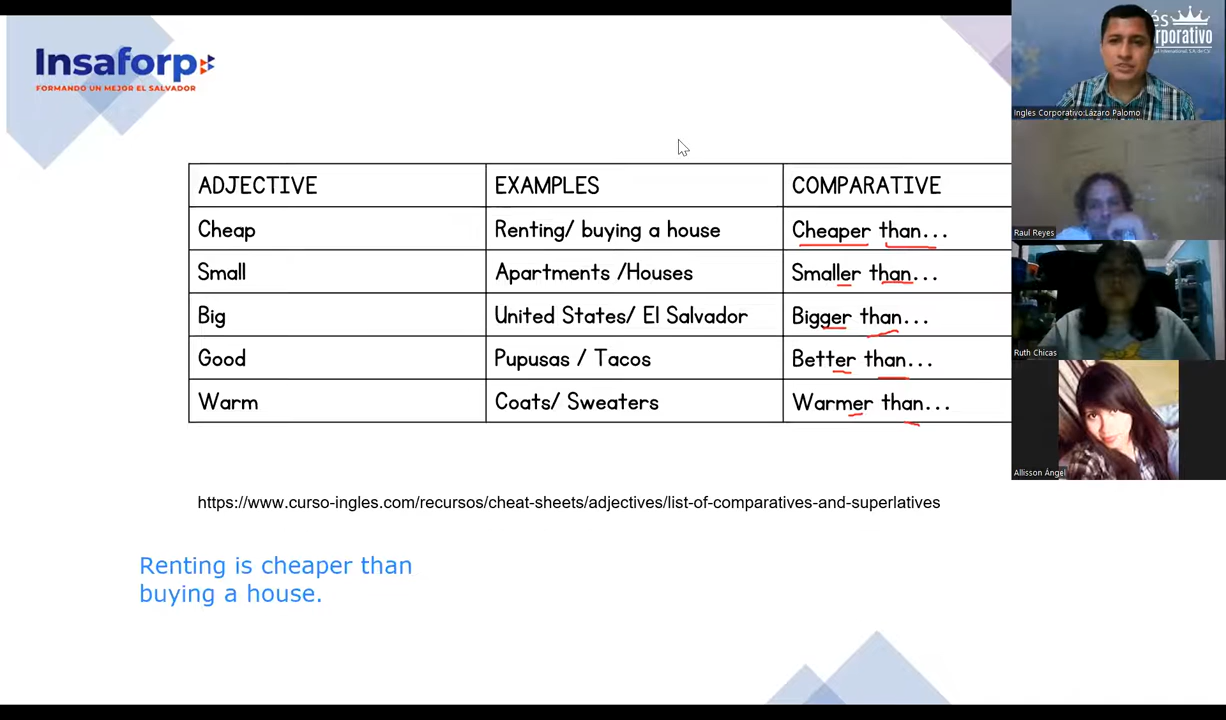 Insaforp
FORMANDO UN MEJOR EL SALVADOR
ADJECTIVE EXAMPLES COMPARATIVE
Cheap Renting/ buying a house Cheaper than...
Small Apartments /Houses Smaller than...
Big United States/ El Salvador Bigger than...
Good Pupusas / Tacos Better than...
Warm Coats/ Sweaters Warmer than...
https://www.curso-ingles.com/recursos/cheat-sheets/adjectives/list-of-comparatives-and-superlatives
Renting is cheaper than
buying a house.
Ingles Corporativo:Lázaro Palomo
Raul Reyes
Ruth Chicas
Allisson Ángel